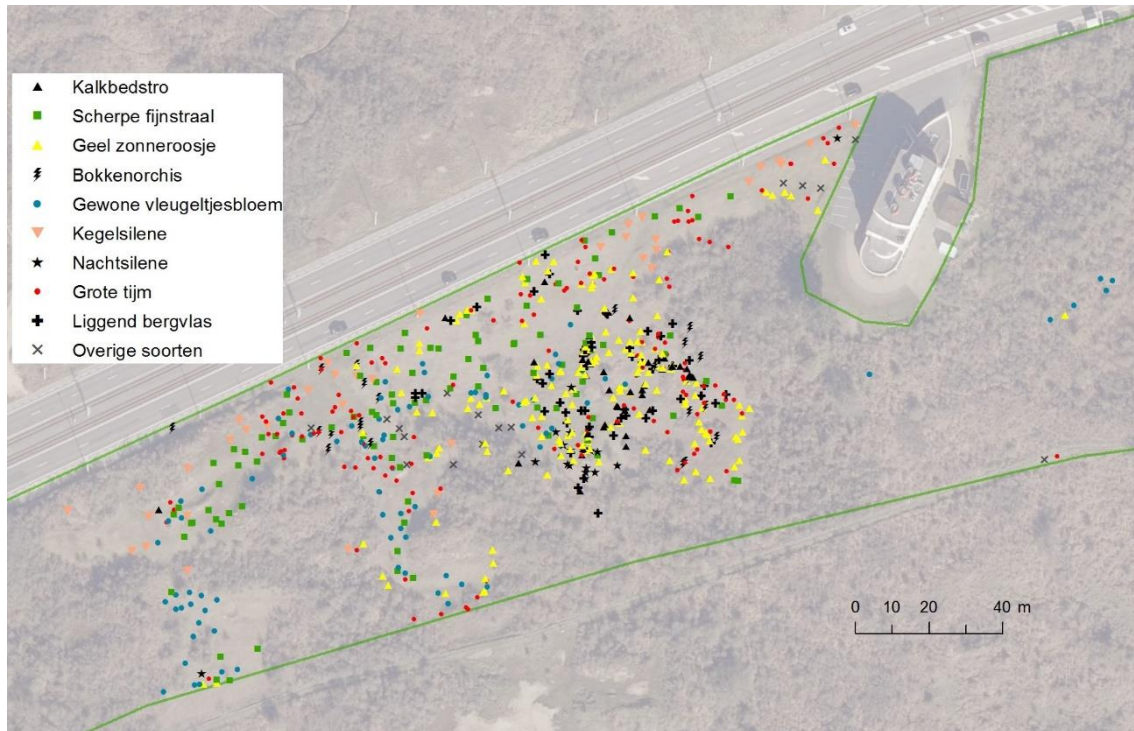 Kalkbedstro
Scherpe fijnstraal
Geel zonneroosje
Bokkenorchis
Gewone vleugeltjesbloem
Kegelsilene
Nachtsilene
Grote tijm
Liggend bergvlas
Overige soorten
0 10 20 40 m